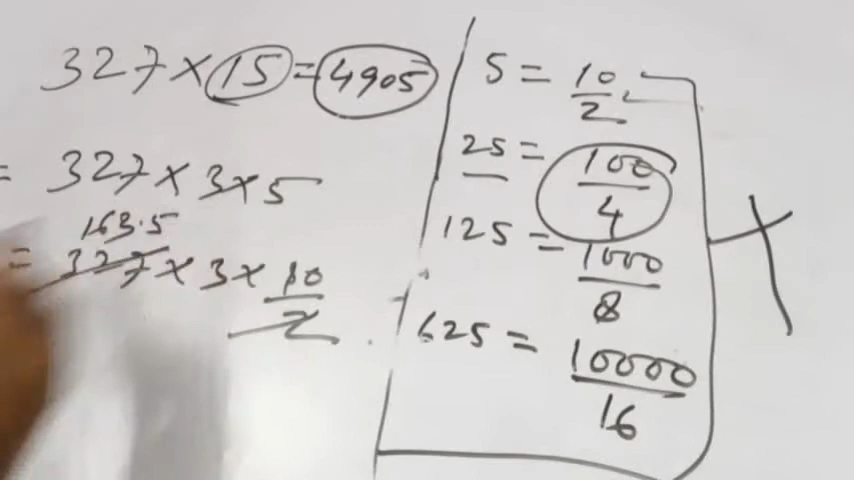 327 × 15 = 4905
= 327 × 3 × 5
163.5
= 327 × 3 × 10/2
5 = 10/2
25 = 100/4
125 = 1000/8
625 = 10000/16